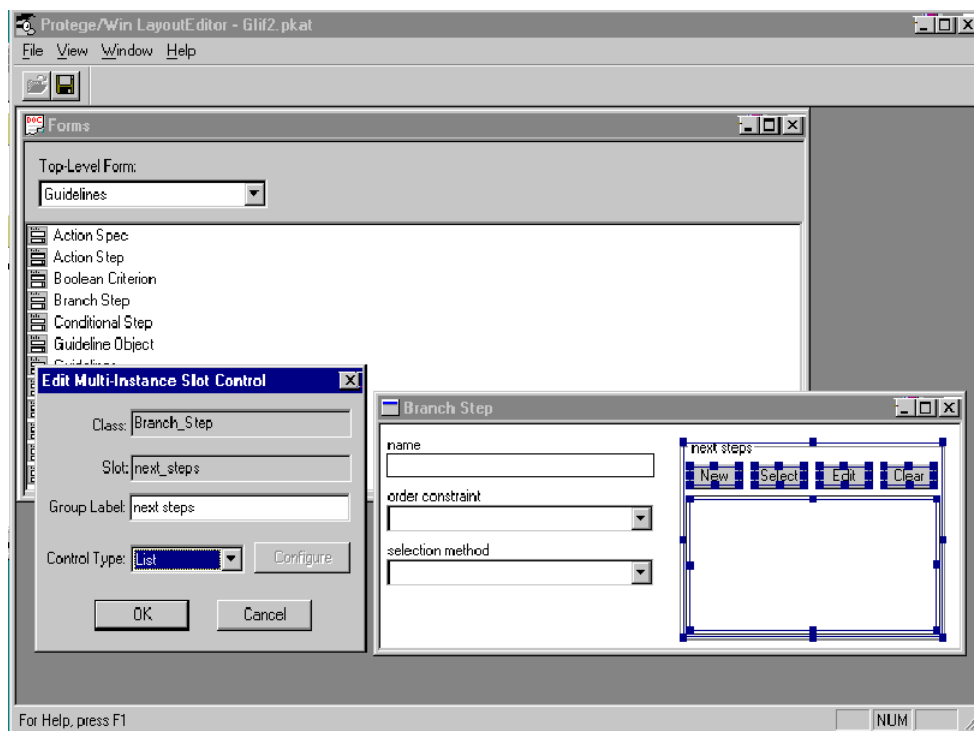 Protege/Win LayoutEditor - Glif2.pkat
File View Window Help
DOC Forms
Top-Level Form:
Guidelines
Action Spec
Action Step
Boolean Criterion
Branch Step
Conditional Step
Guideline Object
Guidelines
Edit Multi-Instance Slot Control
Class: Branch_Step
Slot: next_steps
Group Label: next steps
Control Type: List Configure
OK Cancel
Branch Step
name
order constraint
selection method
next steps
New Select Edit Clear
For Help, press F1
NUM